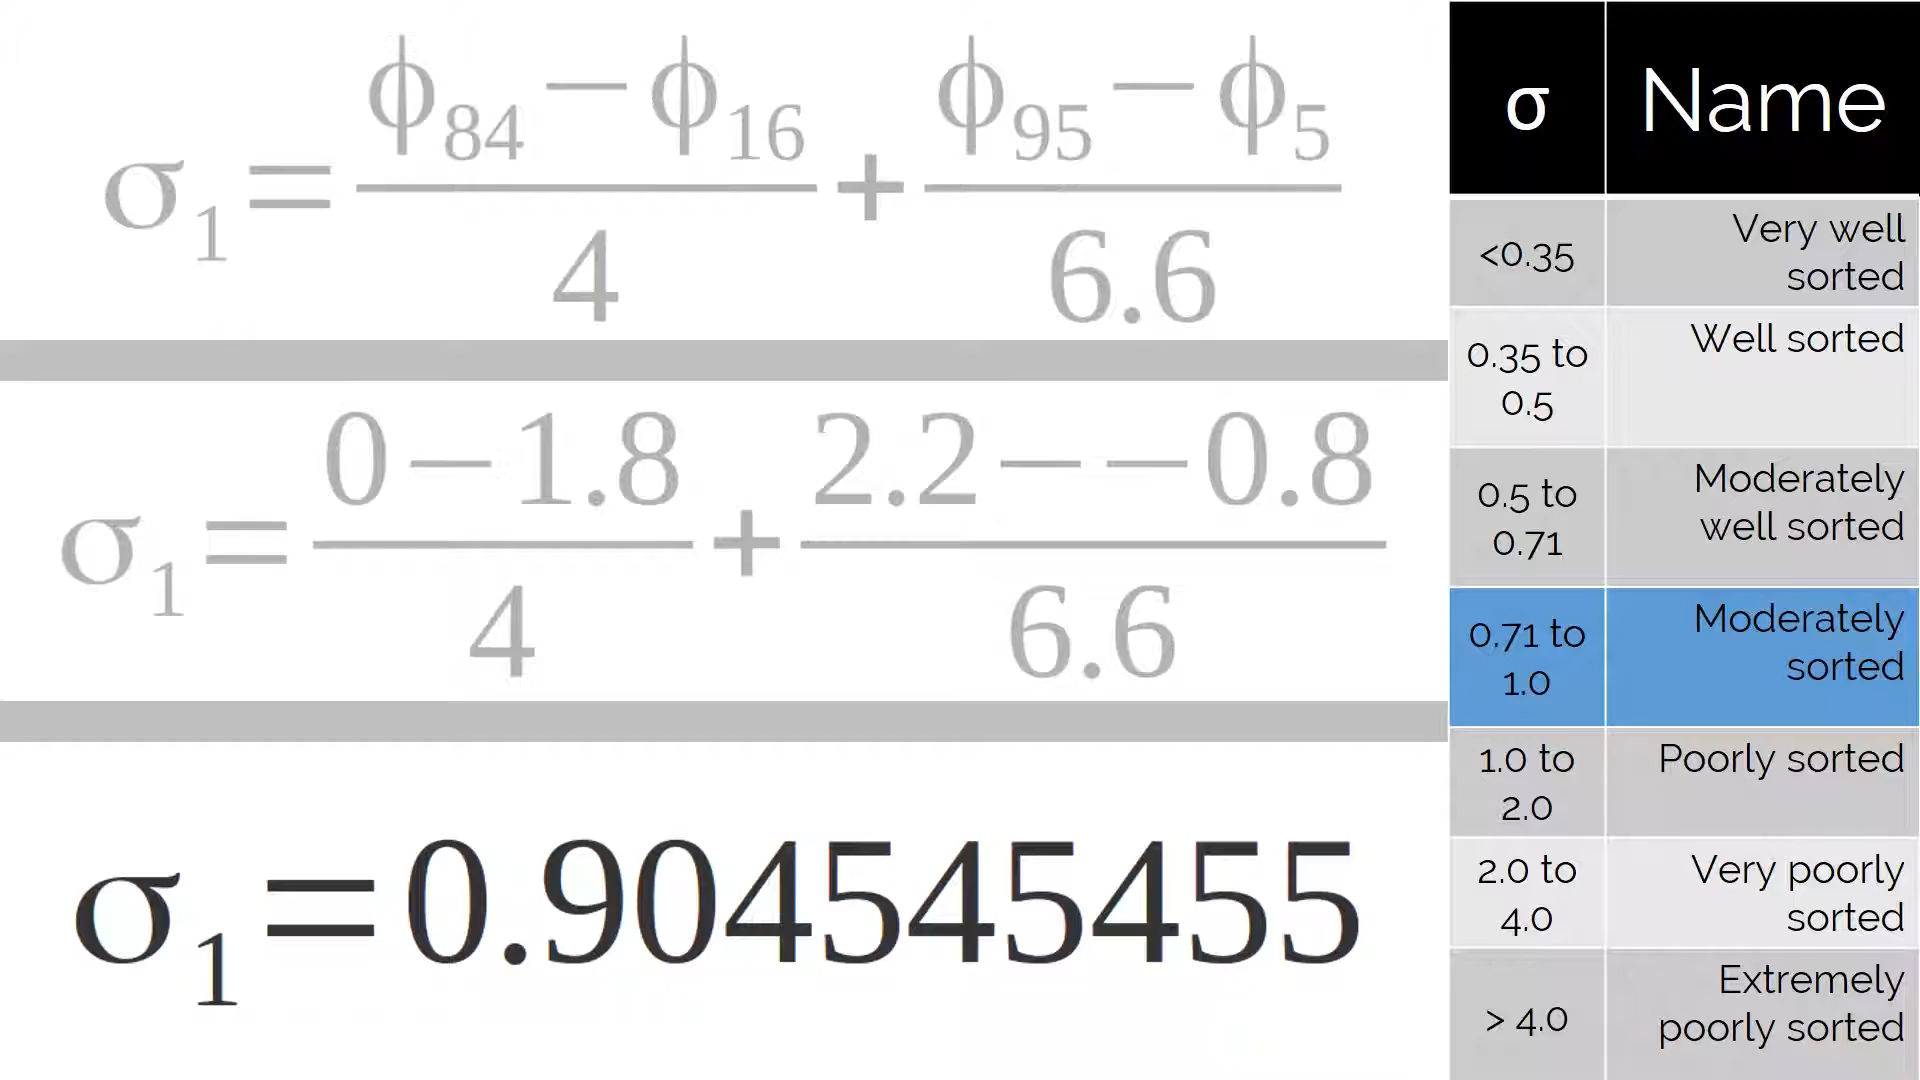 σ₁ = (ϕ₈₄ − ϕ₁₆)/4 + (ϕ₉₅ − ϕ₅)/6.6
σ₁ = (0 − 1.8)/4 + (2.2 − −0.8)/6.6
σ₁ = 0.904545455
σ Name
<0.35 Very well
sorted
0.35 to Well sorted
0.5
0.5 to Moderately
0.71 well sorted
0.71 to Moderately
1.0 sorted
1.0 to Poorly sorted
2.0
2.0 to Very poorly
4.0 sorted
> 4.0 Extremely
poorly sorted